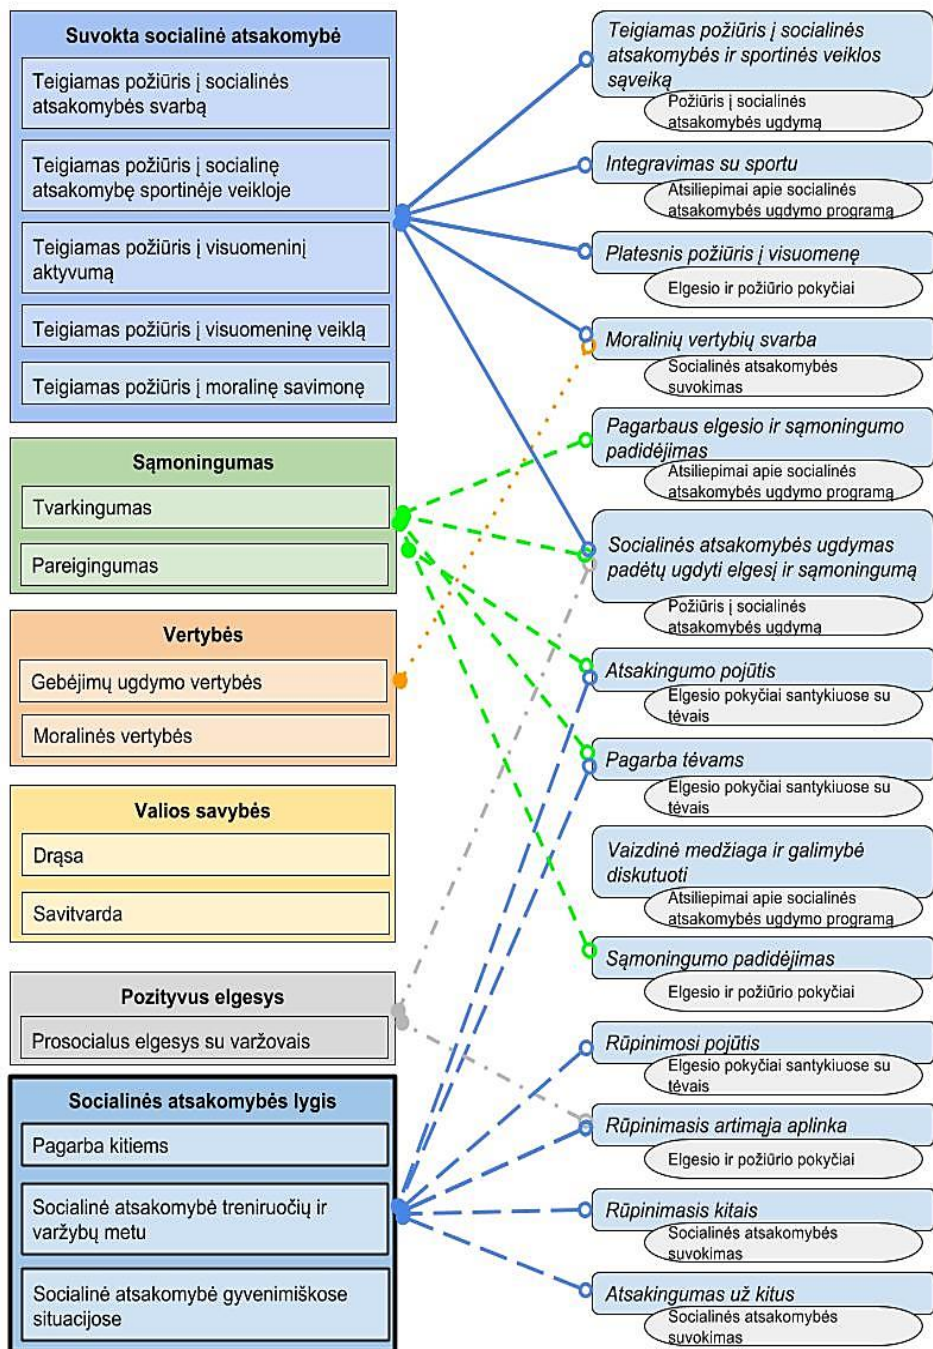 Suvokta socialinė atsakomybė
Teigiamas požiūris į socialinės
atsakomybės svarbą
Teigiamas požiūris į socialinę
atsakomybę sportinėje veikloje
Teigiamas požiūris į visuomeninį
aktyvumą
Teigiamas požiūris į visuomeninę veiklą
Teigiamas požiūris į moralinę savimonę
Sąmoningumas
Tvarkingumas
Pareigingumas
Vertybės
Gebėjimų ugdymo vertybės
Moralinės vertybės
Valios savybės
Drąsa
Savitvarda
Pozityvus elgesys
Prosocialus elgesys su varžovais
Socialinės atsakomybės lygis
Pagarba kitiems
Socialinė atsakomybė treniruočių ir
varžybų metu
Socialinė atsakomybė gyvenimiškose
situacijose
Teigiamas požiūris į socialinės
atsakomybės ir sportinės veiklos
sąveiką
Požiūris į socialinės
atsakomybės ugdymą
Integravimas su sportu
Atsiliepimai apie socialinės
atsakomybės ugdymo programą
Platesnis požiūris į visuomenę
Elgesio ir požiūrio pokyčiai
Moralinių vertybių svarba
Socialinės atsakomybės
suvokimas
Pagarbaus elgesio ir sąmoningumo
padidėjimas
Atsiliepimai apie socialinės
atsakomybės ugdymo programą
Socialinės atsakomybės ugdymas
padėtų ugdyti elgesį ir sąmoningumą
Požiūris į socialinės
atsakomybės ugdymą
Atsakingumo pojūtis
Elgesio pokyčiai santykiuose su
tėvais
Pagarba tėvams
Elgesio pokyčiai santykiuose su
tėvais
Vaizdinė medžiaga ir galimybė
diskutuoti
Atsiliepimai apie socialinės
atsakomybės ugdymo programą
Sąmoningumo padidėjimas
Elgesio ir požiūrio pokyčiai
Rūpinimosi pojūtis
Elgesio pokyčiai santykiuose su
tėvais
Rūpinimasis artimąja aplinka
Elgesio ir požiūrio pokyčiai
Rūpinimasis kitais
Socialinės atsakomybės
suvokimas
Atsakingumas už kitus
Socialinės atsakomybės
suvokimas